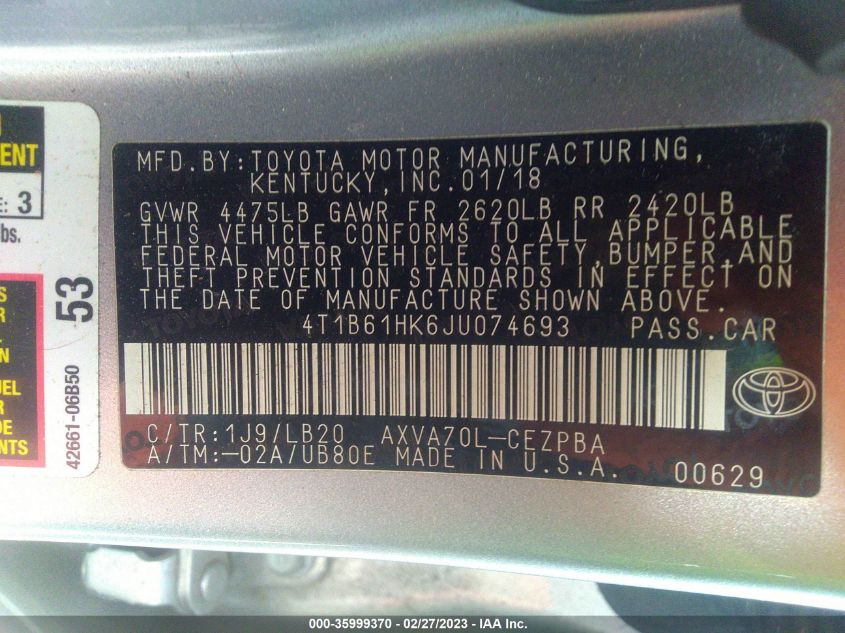 MFD.BY:TOYOTA MOTOR MANUFACTURING,
KENTUCKY,INC.01/18
GVWR 4475LB GAWR FR 2620LB RR 2420LB
THIS VEHICLE CONFORMS TO ALL APPLICABLE
FEDERAL MOTOR VEHICLE SAFETY,BUMPER,AND
THEFT PREVENTION STANDARDS IN EFFECT ON
THE DATE OF MANUFACTURE SHOWN ABOVE.
4T1B61HK6JU074693 PASS.CAR
C/TR:1J9/LB20 AXVA70L-CEZPBA
A/TM:-02A/UB80E MADE IN U.S.A. 00629
: 3
bs.
53
42661-06B50
000-35999370 - 02/27/2023 - IAA Inc.